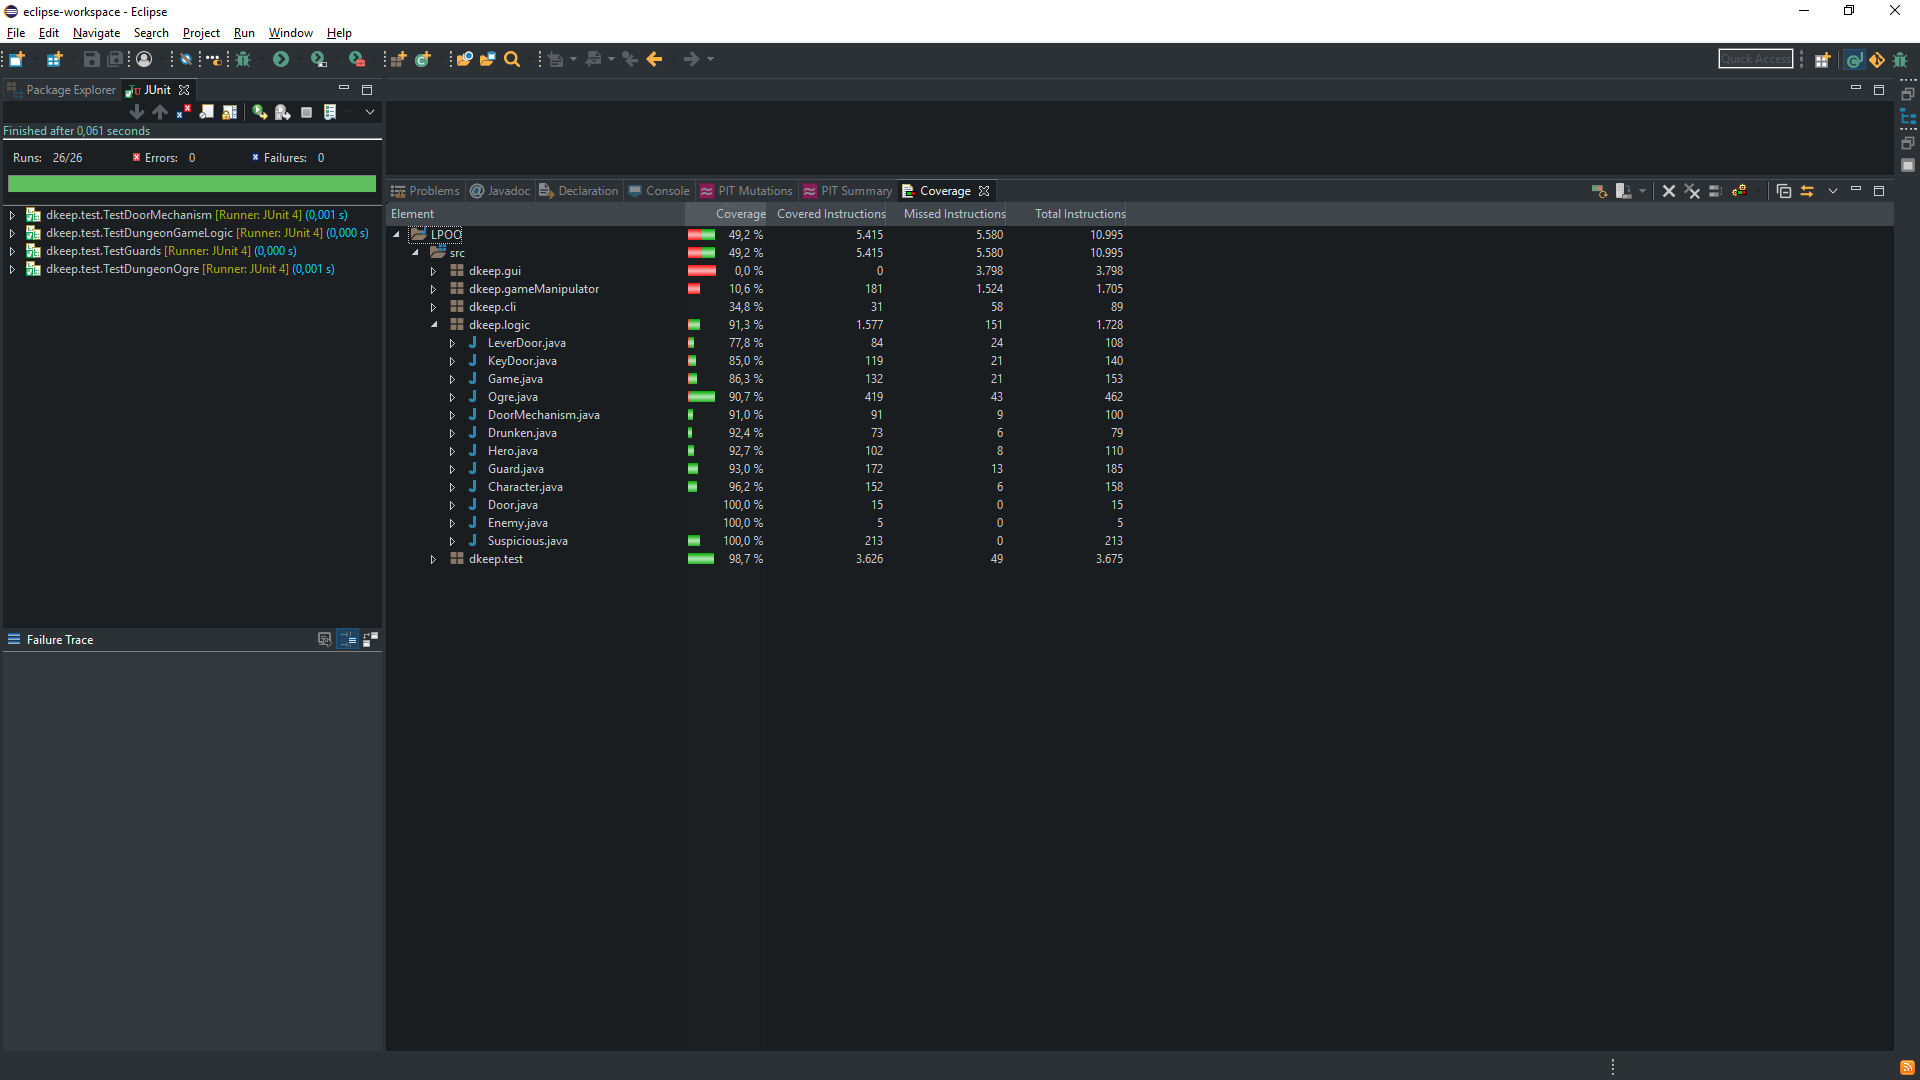 eclipse-workspace - Eclipse
File Edit Navigate Search Project Run Window Help
Quick Access
Package Explorer JUnit
Finished after 0,061 seconds
Runs: 26/26 Errors: 0 Failures: 0
dkeep.test.TestDoorMechanism [Runner: JUnit 4] (0,001 s)
dkeep.test.TestDungeonGameLogic [Runner: JUnit 4] (0,000 s)
dkeep.test.TestGuards [Runner: JUnit 4] (0,000 s)
dkeep.test.TestDungeonOgre [Runner: JUnit 4] (0,001 s)
Failure Trace
Problems Javadoc Declaration Console PIT Mutations PIT Summary Coverage
Element Coverage Covered Instructions Missed Instructions Total Instructions
LPOO 49,2 % 5.415 5.580 10.995
src 49,2 % 5.415 5.580 10.995
dkeep.gui 0,0 % 0 3.798 3.798
dkeep.gameManipulator 10,6 % 181 1.524 1.705
dkeep.cli 34,8 % 31 58 89
dkeep.logic 91,3 % 1.577 151 1.728
LeverDoor.java 77,8 % 84 24 108
KeyDoor.java 85,0 % 119 21 140
Game.java 86,3 % 132 21 153
Ogre.java 90,7 % 419 43 462
DoorMechanism.java 91,0 % 91 9 100
Drunken.java 92,4 % 73 6 79
Hero.java 92,7 % 102 8 110
Guard.java 93,0 % 172 13 185
Character.java 96,2 % 152 6 158
Door.java 100,0 % 15 0 15
Enemy.java 100,0 % 5 0 5
Suspicious.java 100,0 % 213 0 213
dkeep.test 98,7 % 3.626 49 3.675